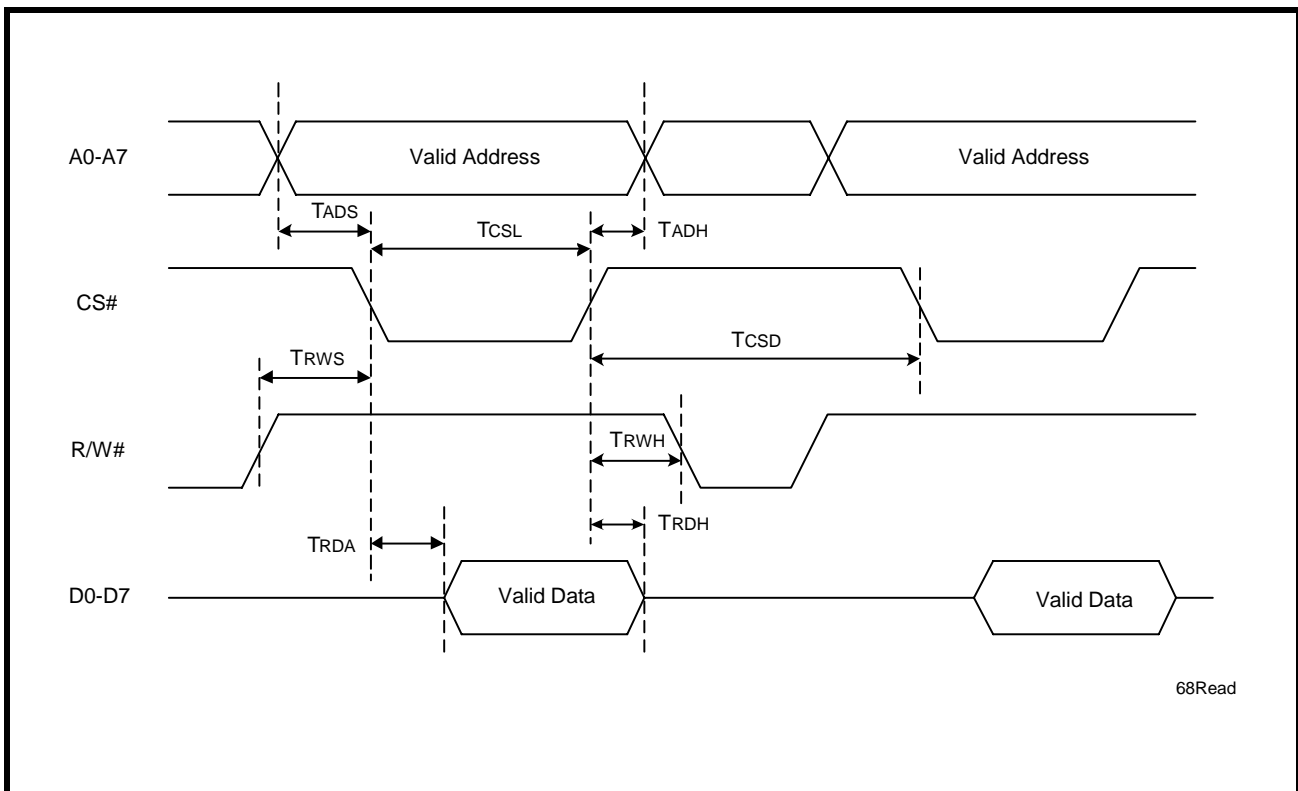 A0-A7
Valid Address
Valid Address
TADS
TCSL
TADH
CS#
TCSD
TRWS
R/W#
TRWH
TRDH
TRDA
D0-D7
Valid Data
Valid Data
68Read